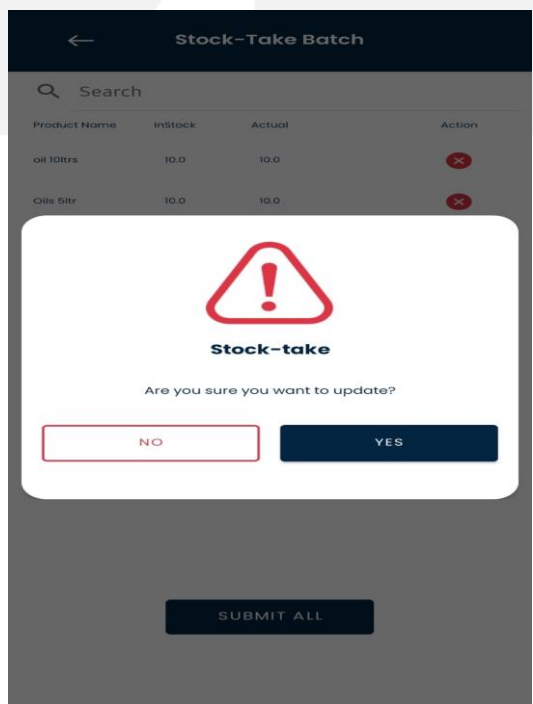 Stock-Take Batch
Search
Product Name InStock Actual Action
oil 10ltrs 10.0 10.0
Oils 5ltr 10.0 10.0
Stock-take
Are you sure you want to update?
NO YES
SUBMIT ALL